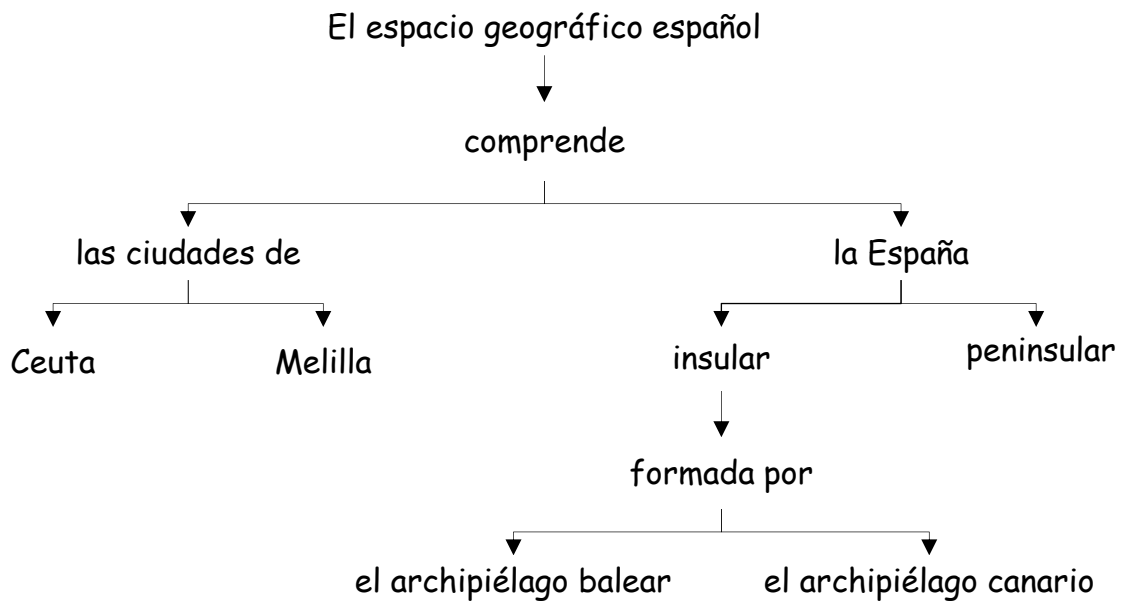 El espacio geográfico español
comprende
las ciudades de
la España
Ceuta
Melilla
insular
peninsular
formada por
el archipiélago balear
el archipiélago canario